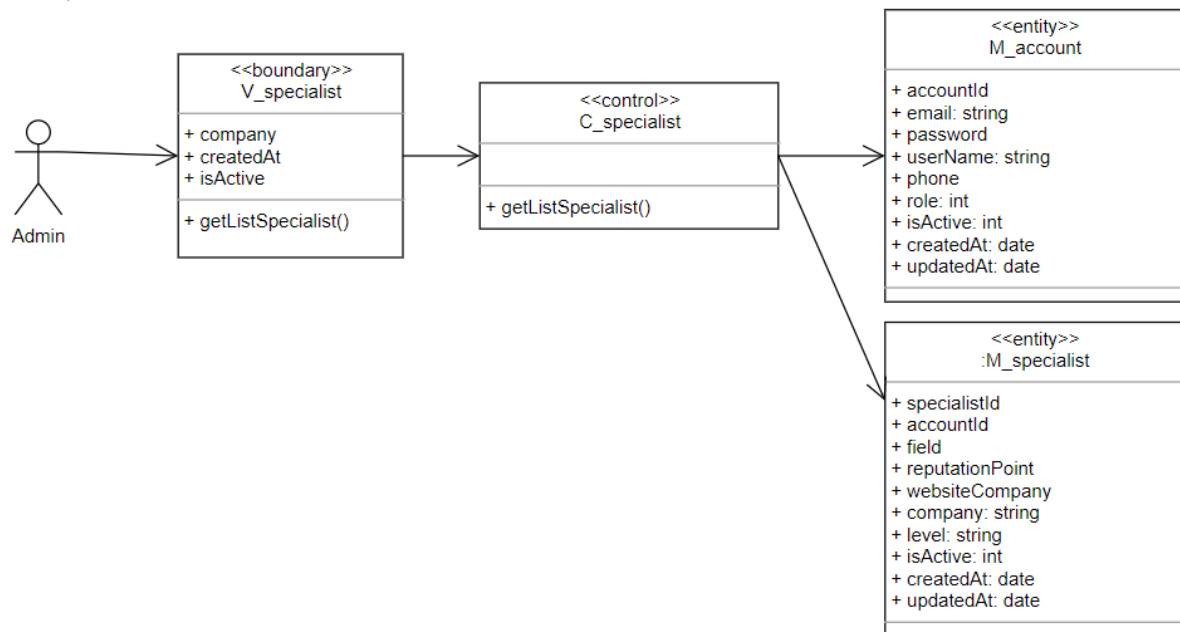 Admin
<<boundary>>
V_specialist
+ company
+ createdAt
+ isActive
+ getListSpecialist()
<<control>>
C_specialist
+ getListSpecialist()
<<entity>>
M_account
+ accountId
+ email: string
+ password
+ userName: string
+ phone
+ role: int
+ isActive: int
+ createdAt: date
+ updatedAt: date
<<entity>>
:M_specialist
+ specialistId
+ accountId
+ field
+ reputationPoint
+ websiteCompany
+ company: string
+ level: string
+ isActive: int
+ createdAt: date
+ updatedAt: date